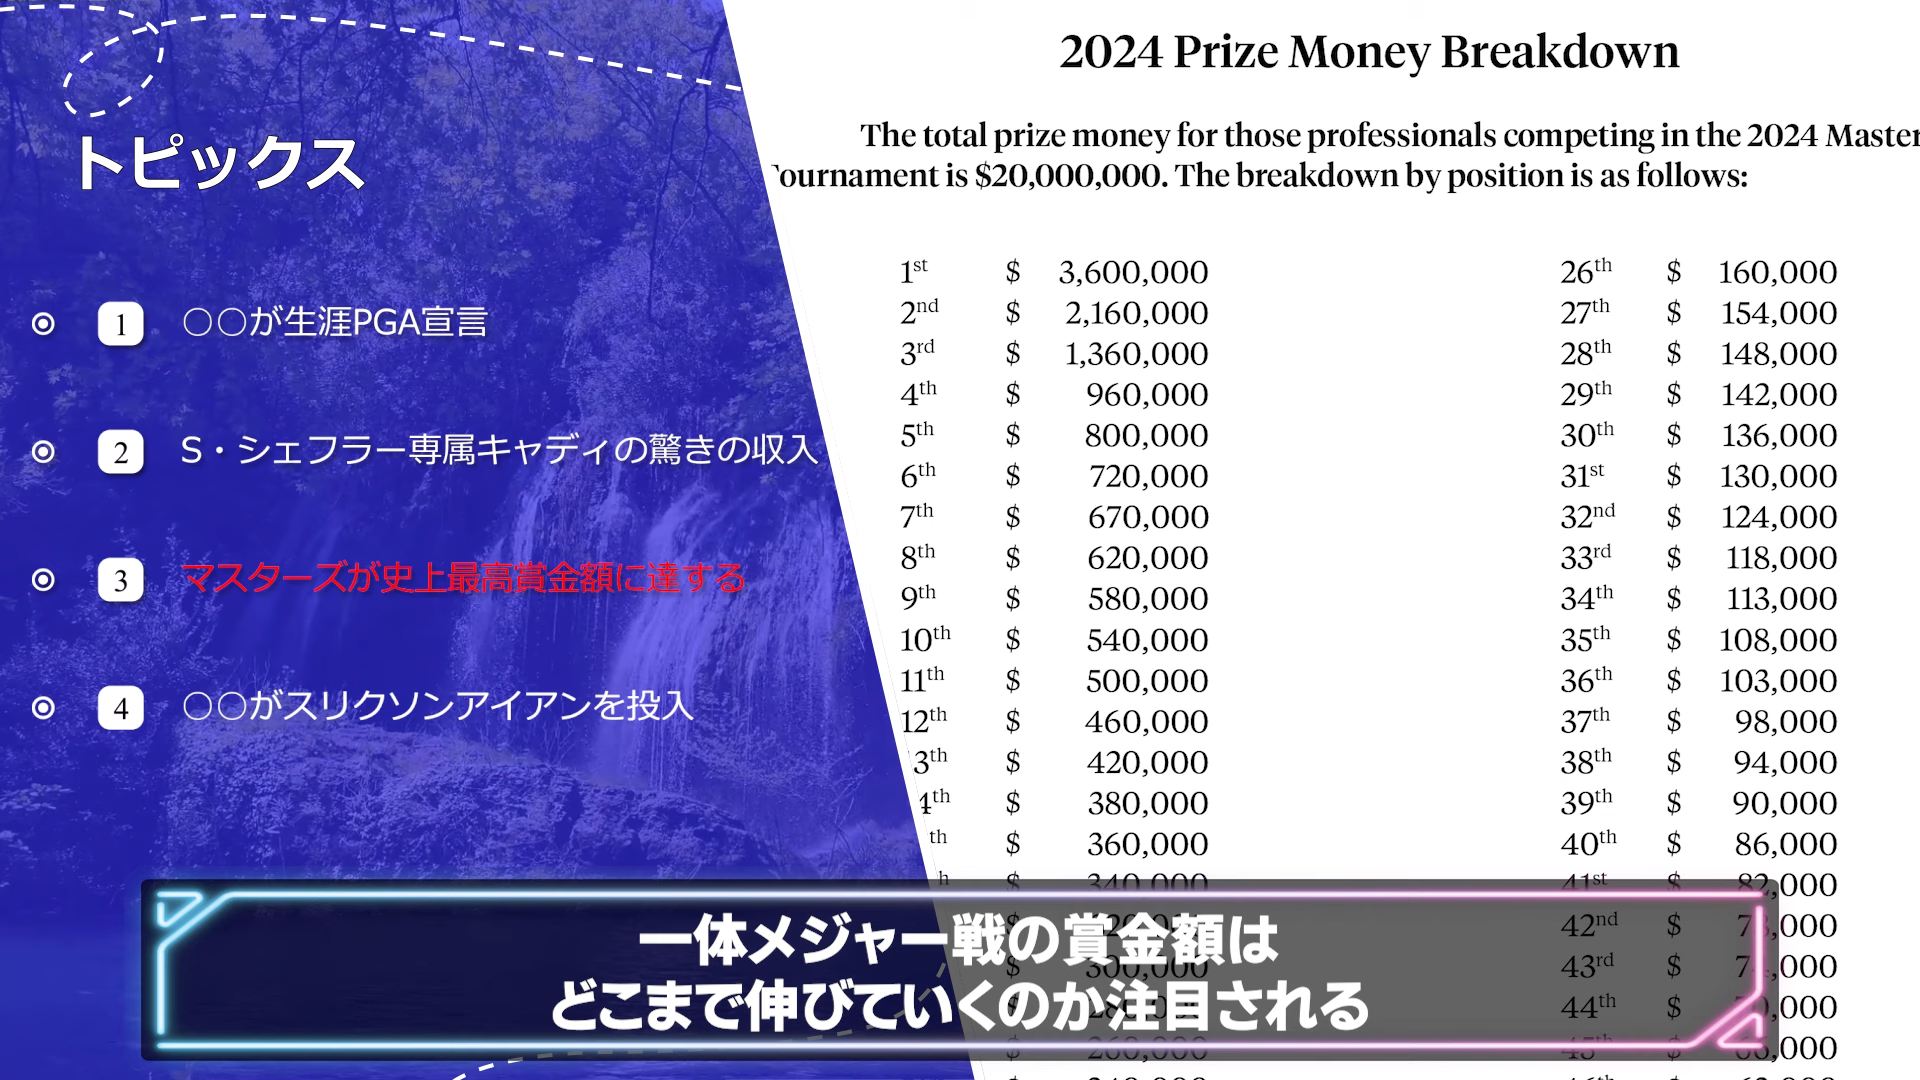 トピックス
1 ○○が生涯PGA宣言
2 S・シェフラー専属キャディの驚きの収入
3 マスターズが史上最高賞金額に達する
4 ○○がスリクソンアイアンを投入
2024 Prize Money Breakdown
The total prize money for those professionals competing in the 2024 Master
ournament is $20,000,000. The breakdown by position is as follows:
1st $ 3,600,000 26th $ 160,000
2nd $ 2,160,000 27th $ 154,000
3rd $ 1,360,000 28th $ 148,000
4th $ 960,000 29th $ 142,000
5th $ 800,000 30th $ 136,000
6th $ 720,000 31st $ 130,000
7th $ 670,000 32nd $ 124,000
8th $ 620,000 33rd $ 118,000
9th $ 580,000 34th $ 113,000
10th $ 540,000 35th $ 108,000
11th $ 500,000 36th $ 103,000
12th $ 460,000 37th $ 98,000
3th $ 420,000 38th $ 94,000
4th $ 380,000 39th $ 90,000
th $ 360,000 40th $ 86,000
h $ 340,000 41st $ 82,000
42nd $
$ 300,000 43rd $
44th $
$ 260,000 45th $
一体メジャー戦の賞金額は
どこまで伸びていくのか注目される